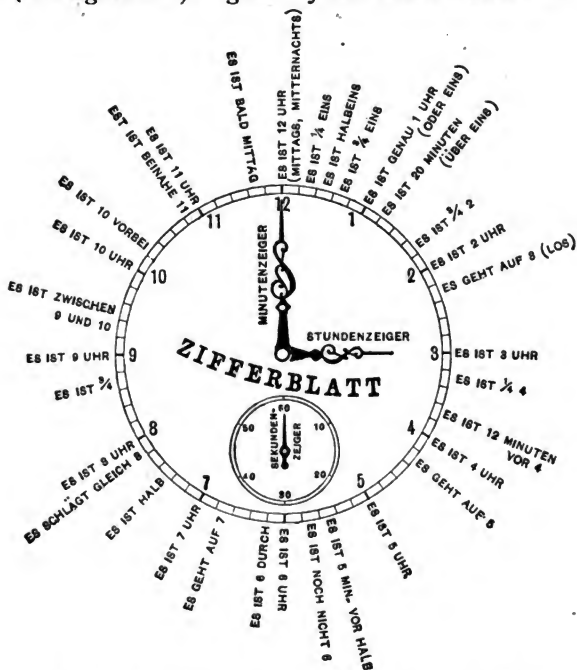 ES IST 12 UHR
(MITTAGS, MITTERNACHTS)
ES IST ¼ EINS
ES IST HALBEINS
ES IST ¾ EINS
ES IST GENAU 1 UHR
(ODER EINS)
ES IST 20 MINUTEN
(ÜBER EINS)
ES IST ¾ 2
ES IST 2 UHR
ES GEHT AUF 3 (LOS)
ES IST 3 UHR
ES IST ¼ 4
ES IST 12 MINUTEN
VOR 4
ES IST 4 UHR
ES GEHT AUF 5
ES IST 5 UHR
ES IST 5 MIN. VOR HALB
ES IST NOCH NICHT 6
ES IST 6 UHR
ES IST 6 DURCH
ES GEHT AUF 7
ES IST 7 UHR
ES IST HALB
ES SCHLÄGT GLEICH 8
ES IST 8 UHR
ES IST ¾
ES IST 9 UHR
ES IST ZWISCHEN
9 UND 10
ES IST 10 UHR
ES IST 10 VORBEI
EST IST BEINAHE 11
ES IST 11 UHR
ES IST BALD MITTAG
12
1
2
3
4
5
7
8
9
10
11
MINUTENZEIGER
STUNDENZEIGER
ZIFFERBLATT
60
10
20
30
40
50
SEKUNDEN-
ZEIGER